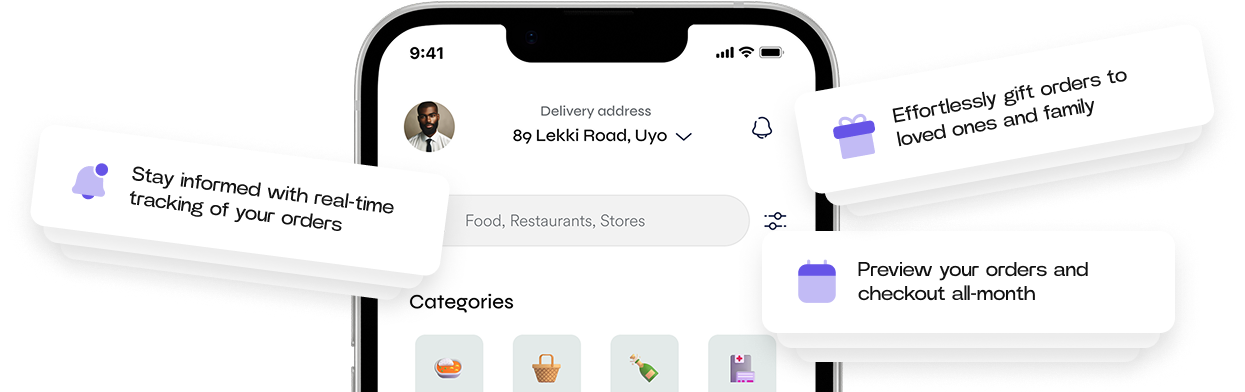 9:41
Delivery address
89 Lekki Road, Uyo
Effortlessly gift orders to
loved ones and family
Stay informed with real-time
tracking of your orders
Food, Restaurants, Stores
Preview your orders and
checkout all-month
Categories